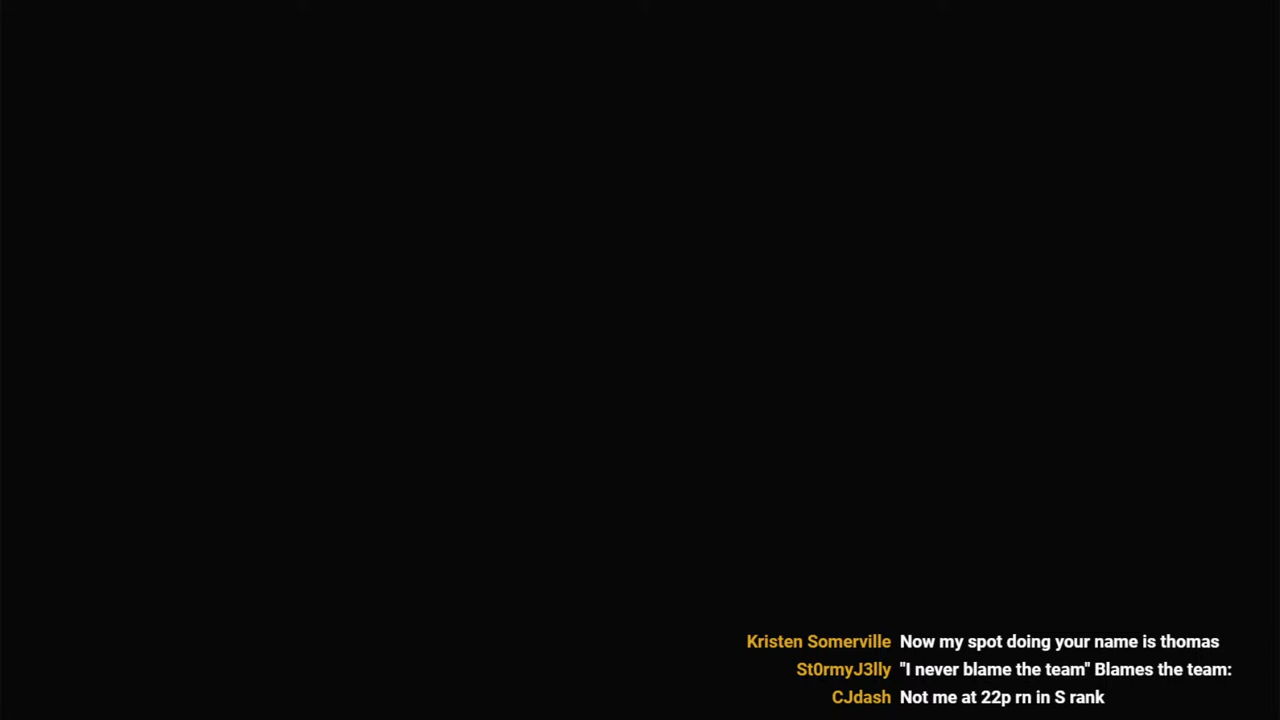 Kristen Somerville Now my spot doing your name is thomas
St0rmyJ3lly "I never blame the team" Blames the team:
CJdash Not me at 22p rn in S rank